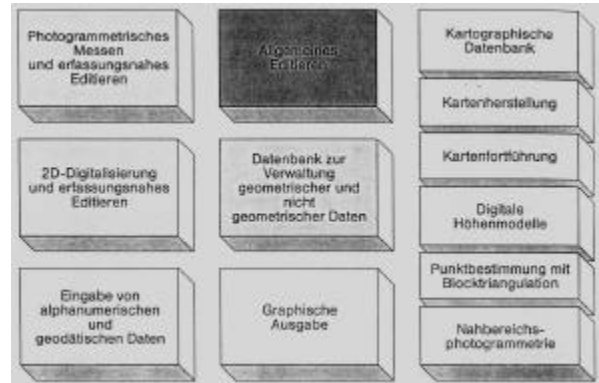 Photogrammetrisches
Messen
und erfassungsnahes
Editieren
2D-Digitalisierung
und erfassungsnahes
Editieren
Eingabe von
alphanumerischen
und
geodätischen Daten
Allgemeines
Editieren
Datenbank zur
Verwaltung
geometrischer und
nicht
geometrischer Daten
Graphische
Ausgabe
Kartographische
Datenbank
Kartenherstellung
Kartenfortführung
Digitale
Höhenmodelle
Punktbestimmung mit
Blocktriangulation
Nahbereichs-
photogrammetrie